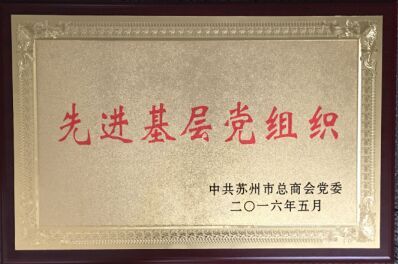 先进基层党组织
中共苏州市总商会党委
二〇一六年五月